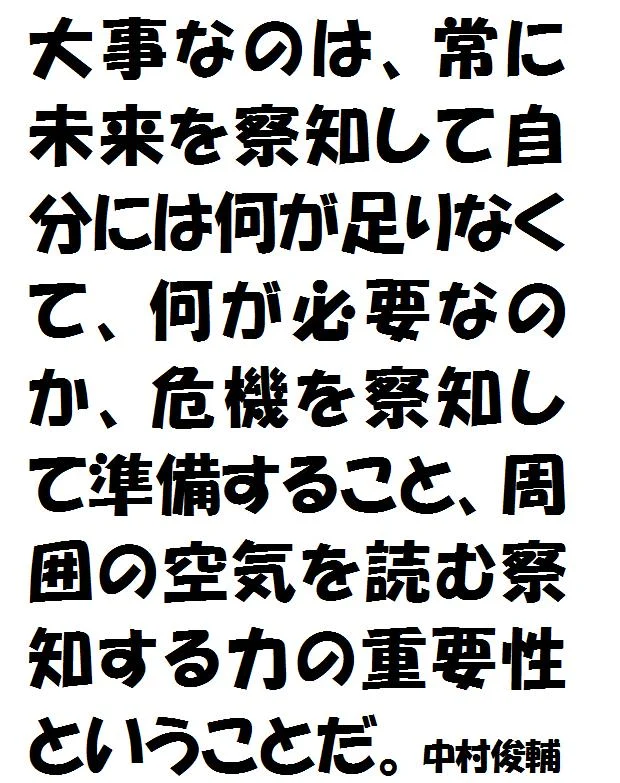 大事なのは、常に
未来を察知して自
分には何が足りなく
て、何が必要なの
か、危機を察知し
て準備すること、周
囲の空気を読む察
知する力の重要性
ということだ。中村俊輔